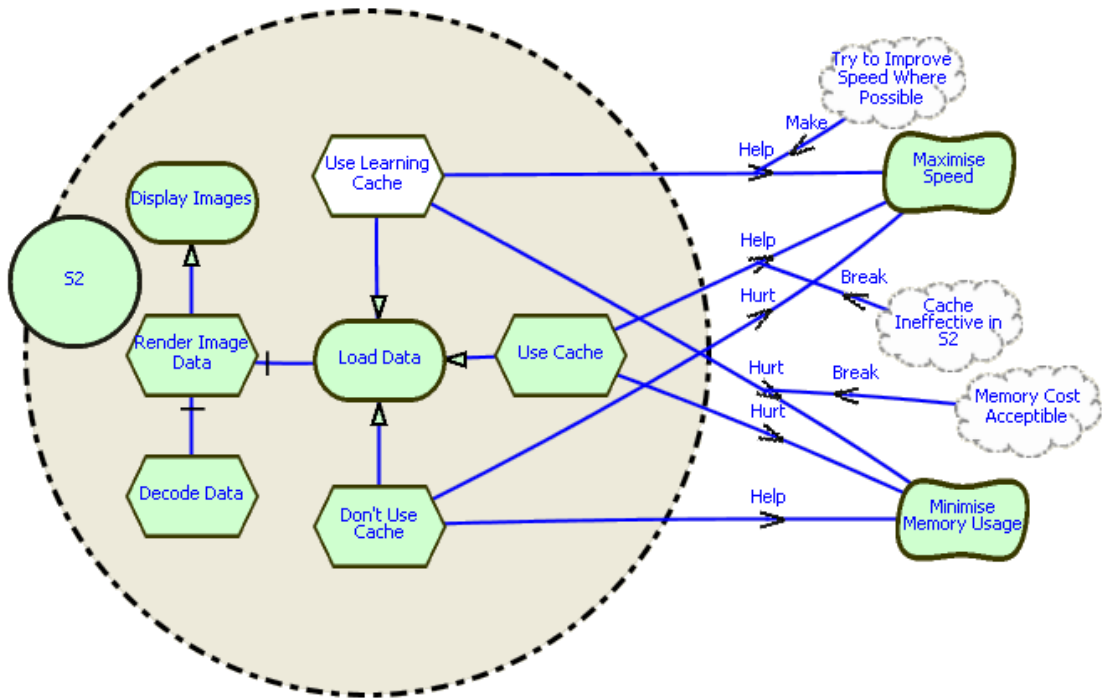 Try to Improve
Speed Where
Possible
Make
Help
Maximise
Speed
Use Learning
Cache
Display Images
S2
Help
Break
Hurt
Cache
Ineffective in
S2
Render Image
Data
Load Data
Use Cache
Hurt
Break
Memory Cost
Acceptible
Hurt
Decode Data
Don't Use
Cache
Help
Minimise
Memory Usage